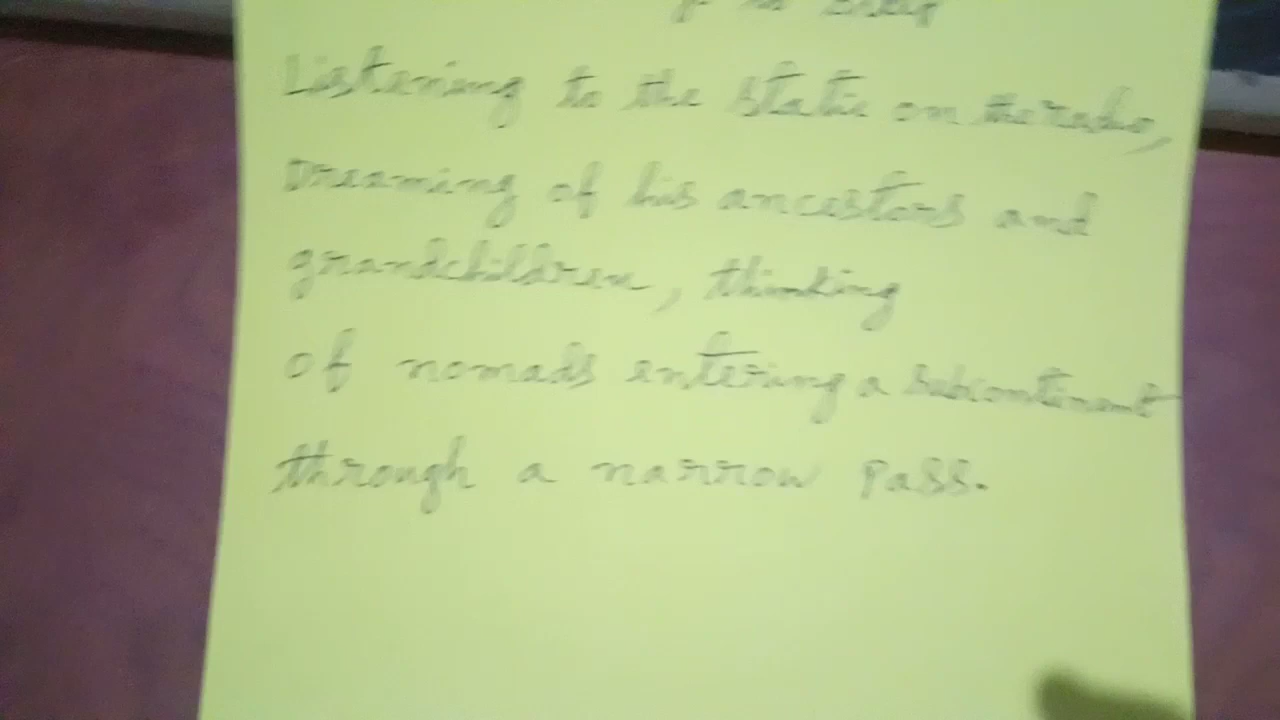 Listening to the static on the radio,
Dreaming of his ancestors and
grandchildren, thinking
of nomads entering a subcontinent
through a narrow pass.